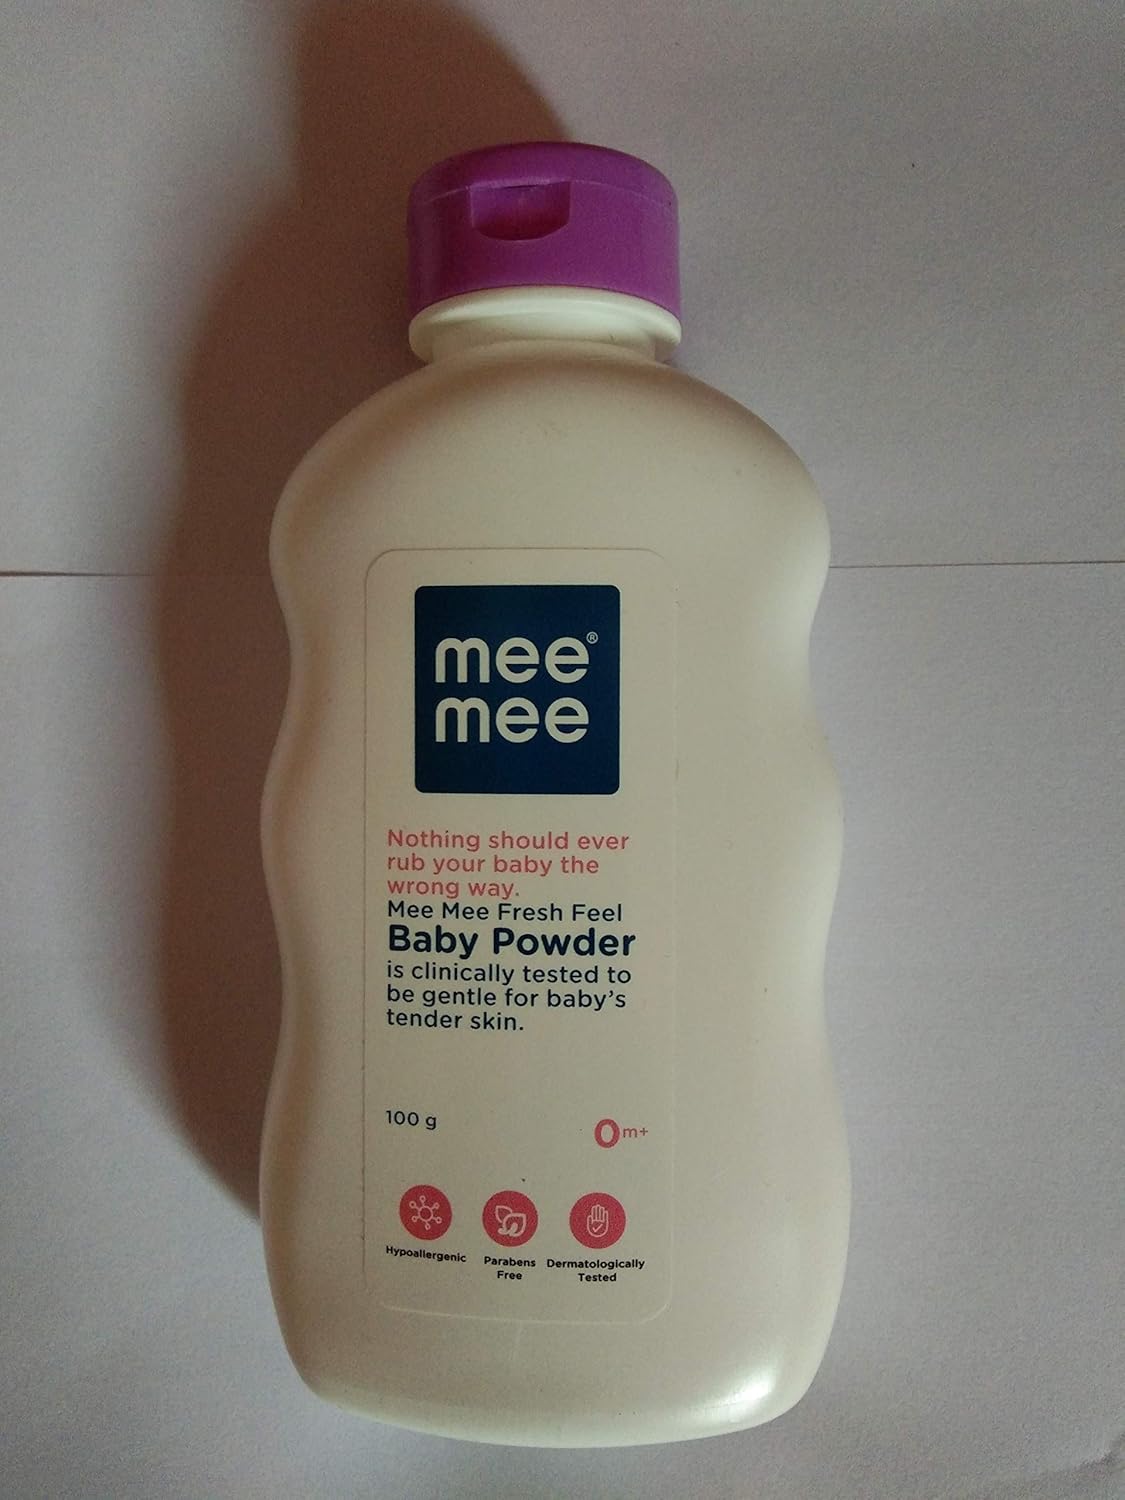 mee®
mee
Nothing should ever
rub your baby the
wrong way.
Mee Mee Fresh Feel
Baby Powder
is clinically tested to
be gentle for baby's
tender skin.
100 g
0m+
Hypoallergenic
Parabens
Free
Dermatologically
Tested